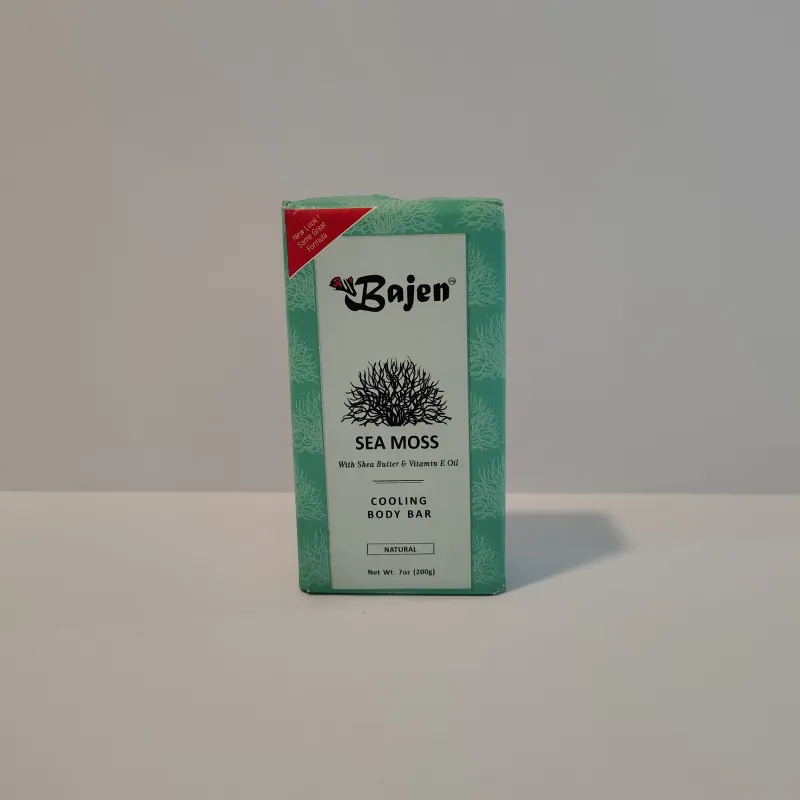 New Look!
Same Great
Formula
Bajen™
SEA MOSS
With Shea Butter & Vitamin E Oil
COOLING
BODY BAR
NATURAL
Net Wt. 7oz (200g)